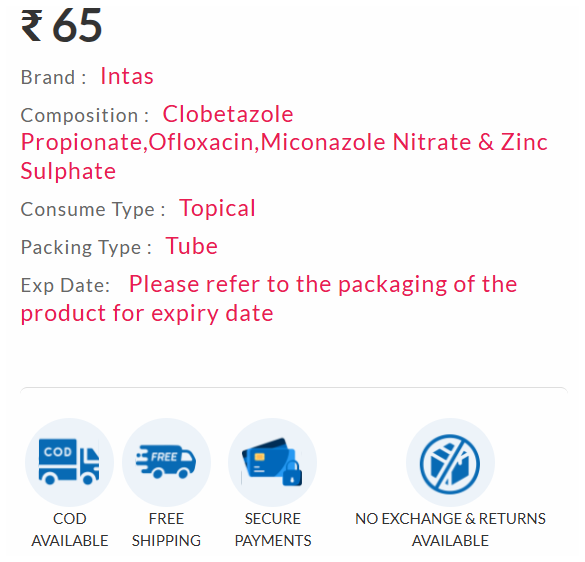 ₹ 65
Brand : Intas
Composition : Clobetazole
Propionate,Ofloxacin,Miconazole Nitrate & Zinc
Sulphate
Consume Type : Topical
Packing Type : Tube
Exp Date: Please refer to the packaging of the
product for expiry date
COD
FREE
COD
AVAILABLE
FREE
SHIPPING
SECURE
PAYMENTS
NO EXCHANGE & RETURNS
AVAILABLE